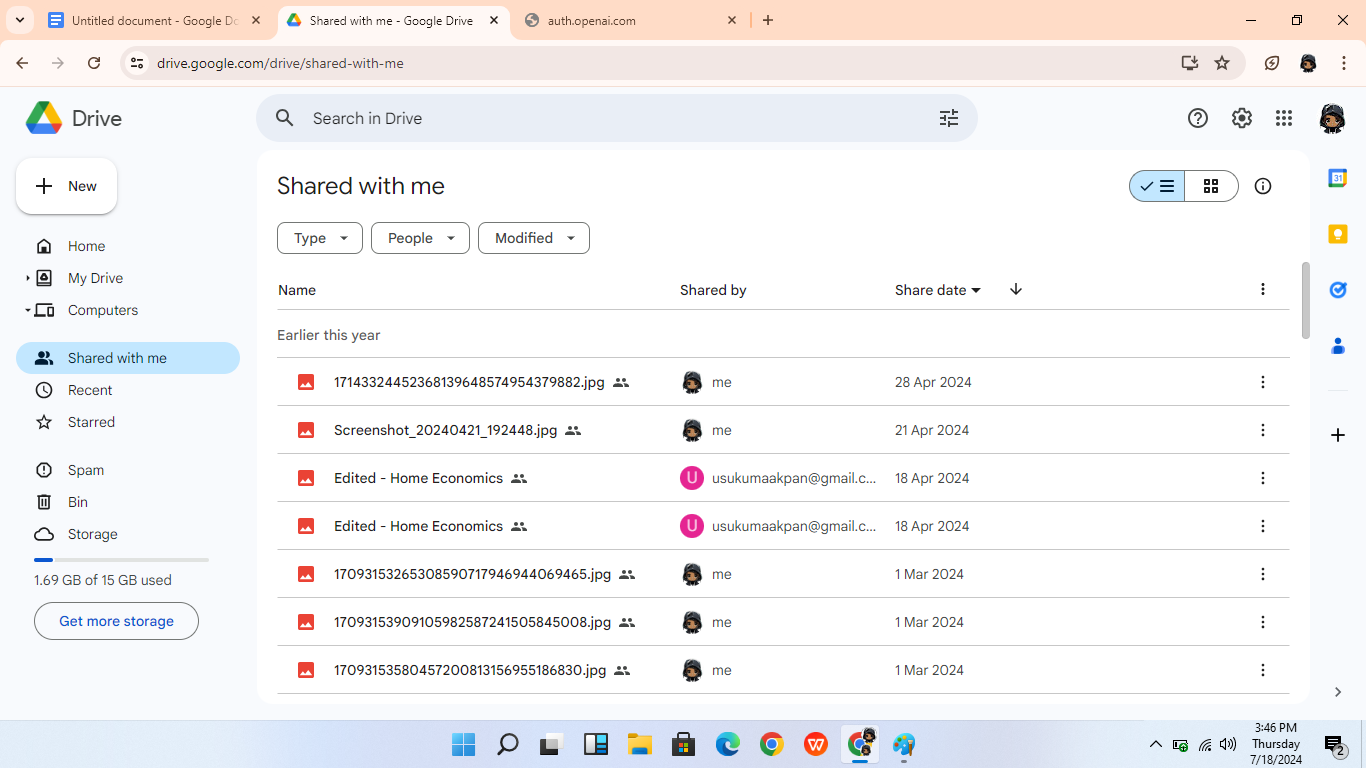 Untitled document - Google Do
Shared with me - Google Drive
auth.openai.com
drive.google.com/drive/shared-with-me
Drive
Search in Drive
New
Home
My Drive
Computers
Shared with me
Recent
Starred
Spam
Bin
Storage
1.69 GB of 15 GB used
Get more storage
Shared with me
Type
People
Modified
Name Shared by Share date
Earlier this year
17143324452368139648574954379882.jpg me 28 Apr 2024
Screenshot_20240421_192448.jpg me 21 Apr 2024
Edited - Home Economics U usukumaakpan@gmail.c... 18 Apr 2024
Edited - Home Economics U usukumaakpan@gmail.c... 18 Apr 2024
17093153265308590717946944069465.jpg me 1 Mar 2024
17093153909105982587241505845008.jpg me 1 Mar 2024
1709315358045720081315695518683​0.jpg me 1 Mar 2024
31
W
3:46 PM
Thursday
7/18/2024
2